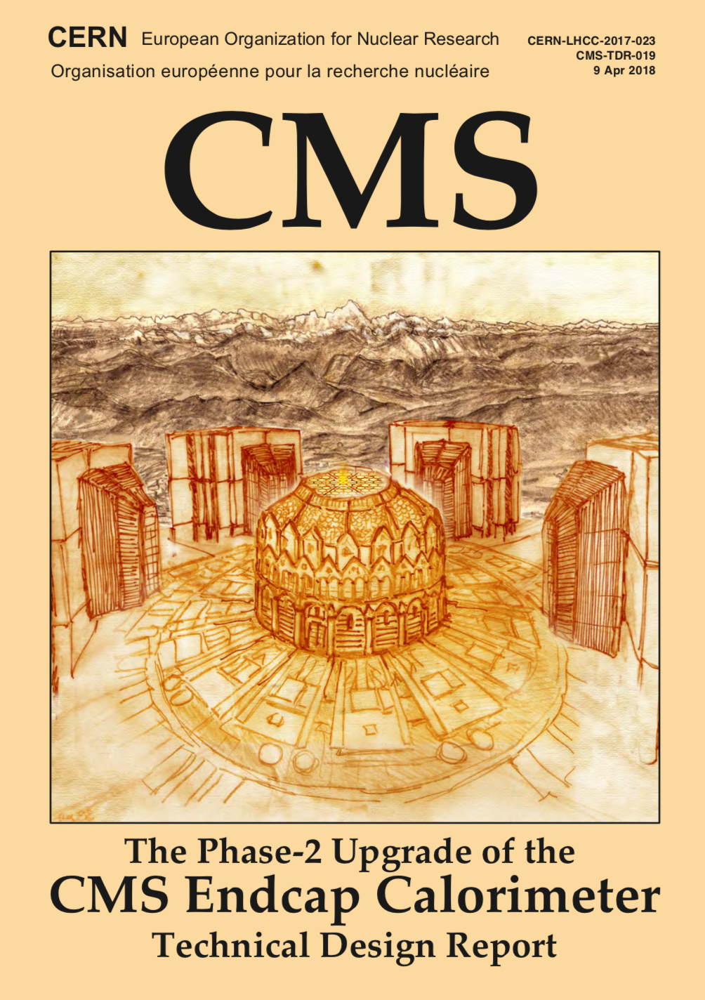 CERN European Organization for Nuclear Research
Organisation européenne pour la recherche nucléaire
CERN-LHCC-2017-023
CMS-TDR-019
9 Apr 2018
CMS
The Phase-2 Upgrade of the
CMS Endcap Calorimeter
Technical Design Report